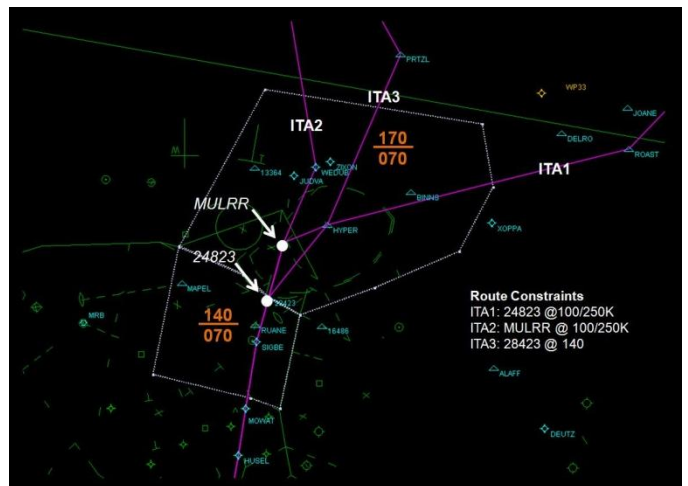 PRTZL
WP33
ITA3
ITA2
170
070
JOANE
DELRO
ROAST
ITA1
13364
ZIXON
WEDUB
JUDVA
BINNS
MULRR
HYPER
XOPPA
24823
MAPEL
28423
Route Constraints
ITA1: 24823 @100/250K
ITA2: MULRR @ 100/250K
ITA3: 28423 @ 140
140
070
MRB
RUANE
16486
SIGBE
ALAFF
MOWAT
DEUTZ
HUSEL